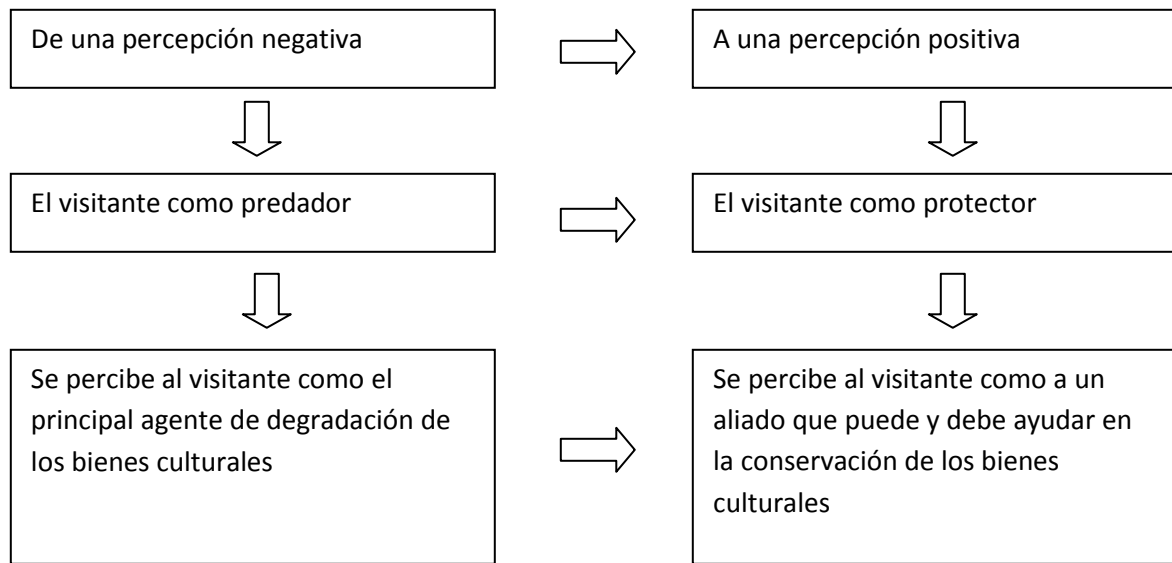 De una percepción negativa
A una percepción positiva
El visitante como predador
El visitante como protector
Se percibe al visitante como el
principal agente de degradación de
los bienes culturales
Se percibe al visitante como a un
aliado que puede y debe ayudar en
la conservación de los bienes
culturales